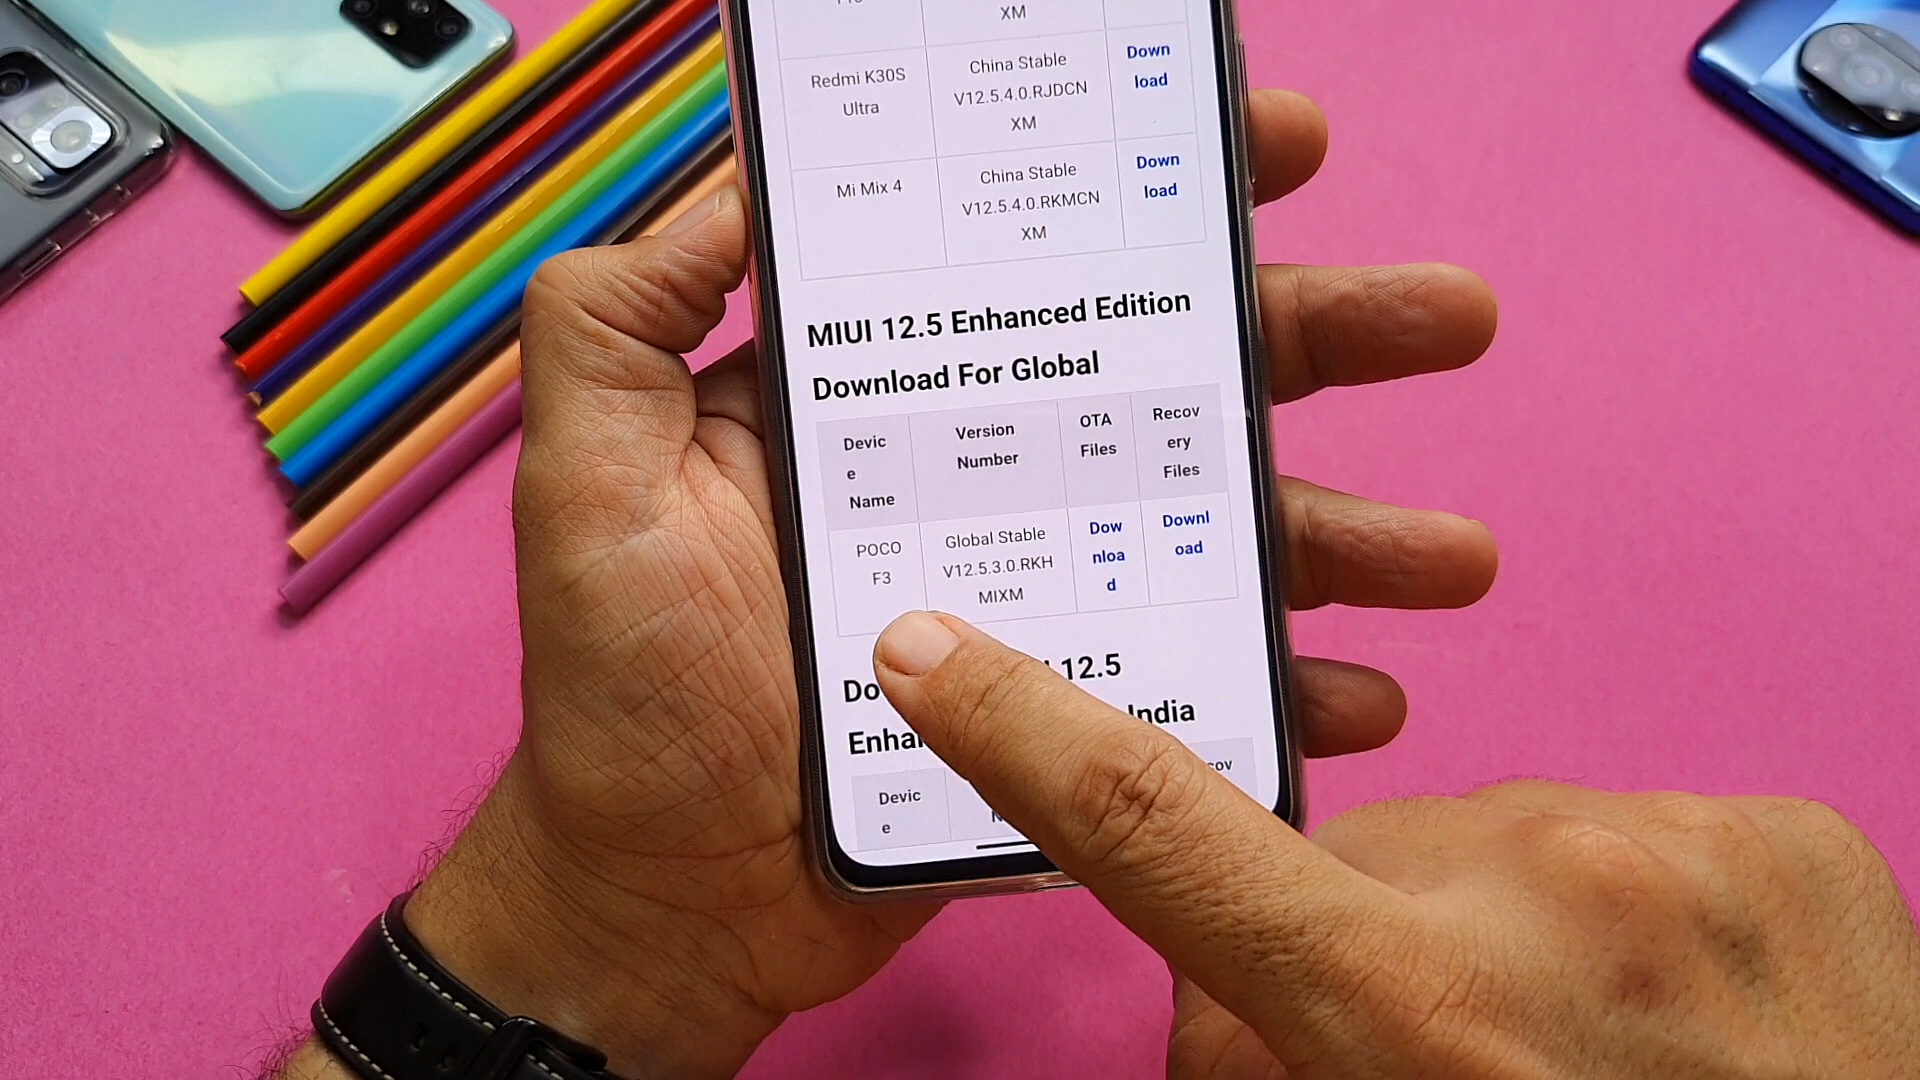 XM
Redmi K30S
Ultra
China Stable
V12.5.4.0.RJDCN
XM
Down
load
Mi Mix 4
China Stable
V12.5.4.0.RKMCN
XM
Down
load
MIUI 12.5 Enhanced Edition
Download For Global
Devic
e
Name
Version
Number
OTA
Files
Recov
ery
Files
POCO
F3
Global Stable
V12.5.3.0.RKH
MIXM
Dow
nloa
d
Downl
oad
12.5
India
Devic
e